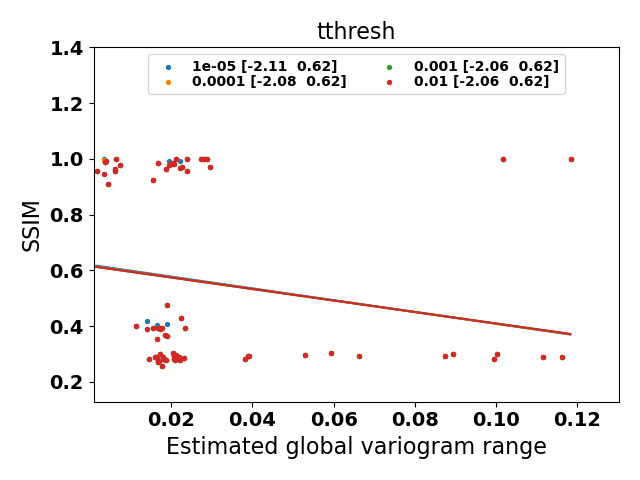 tthresh
1e-05 [-2.11  0.62]
0.0001 [-2.08  0.62]
0.001 [-2.06  0.62]
0.01 [-2.06  0.62]
1.4
1.2
1.0
0.8
0.6
0.4
0.2
SSIM
0.02 0.04 0.06 0.08 0.10 0.12
Estimated global variogram range